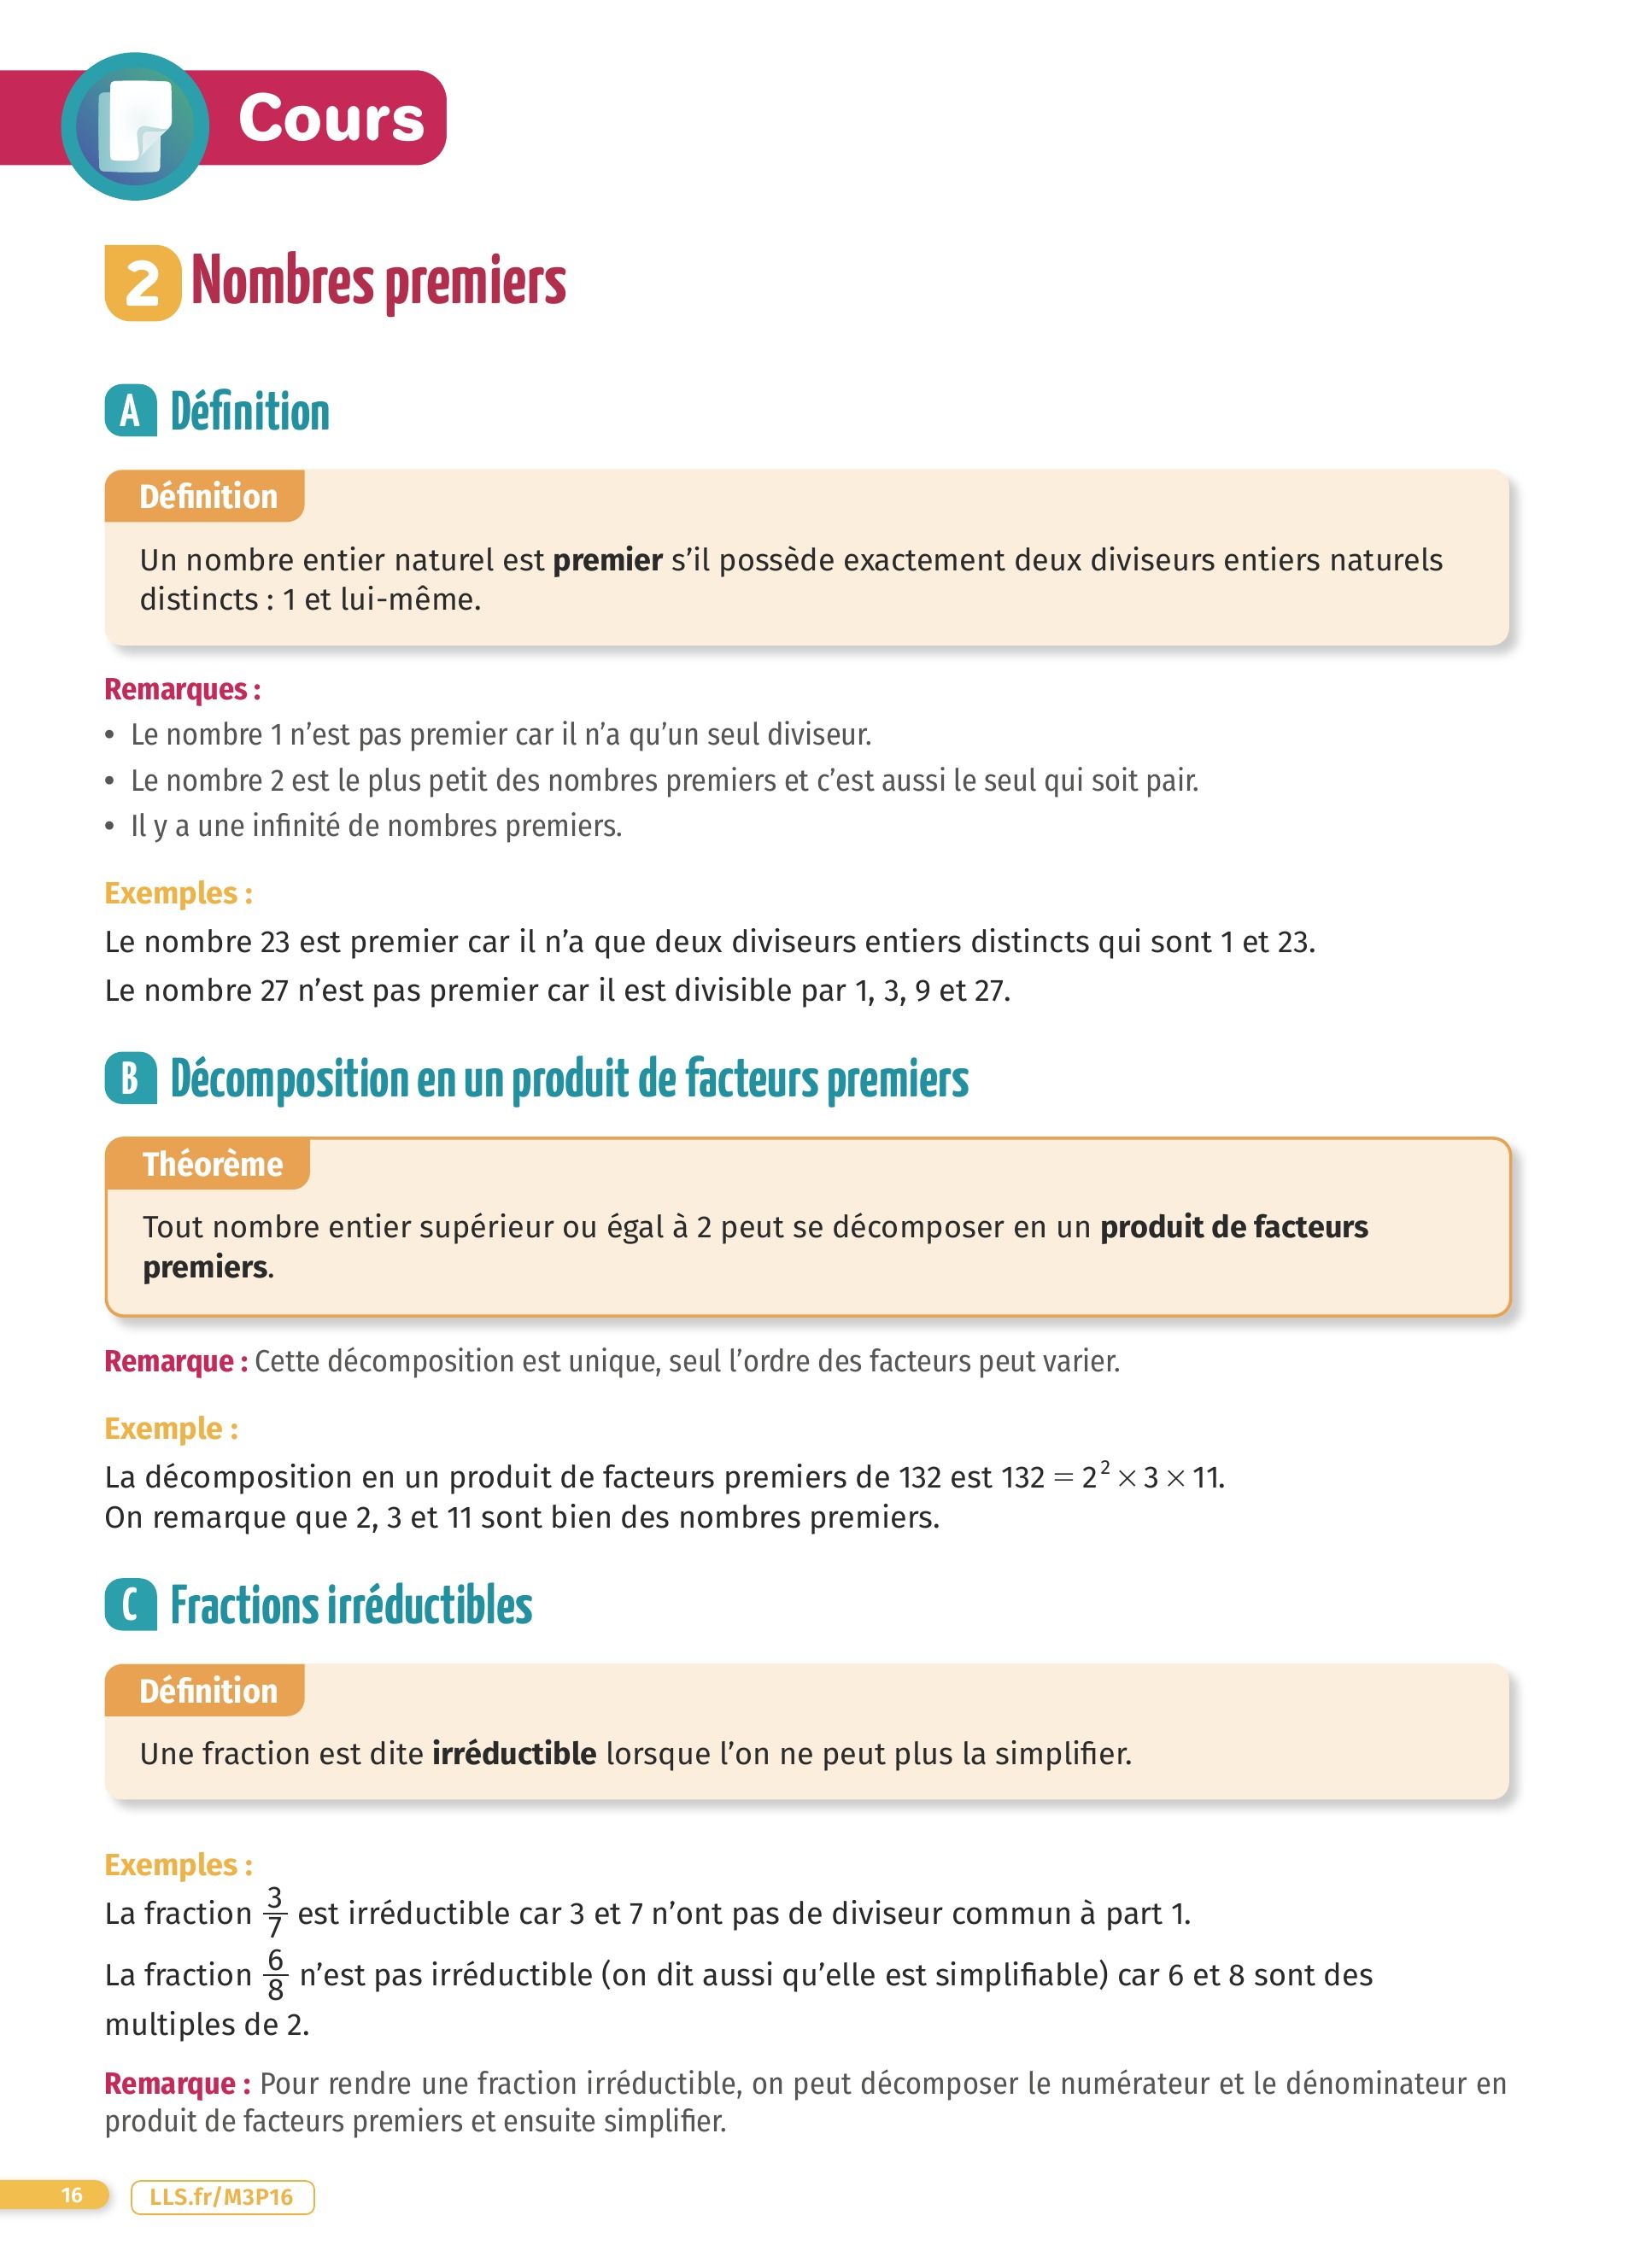 Cours
2 Nombres premiers
A Définition
Définition
Un nombre entier naturel est premier s’il possède exactement deux diviseurs entiers naturels
distincts : 1 et lui-même.
Remarques :
• Le nombre 1 n’est pas premier car il n’a qu’un seul diviseur.
• Le nombre 2 est le plus petit des nombres premiers et c’est aussi le seul qui soit pair.
• Il y a une infinité de nombres premiers.
Exemples :
Le nombre 23 est premier car il n’a que deux diviseurs entiers distincts qui sont 1 et 23.
Le nombre 27 n’est pas premier car il est divisible par 1, 3, 9 et 27.
B Décomposition en un produit de facteurs premiers
Théorème
Tout nombre entier supérieur ou égal à 2 peut se décomposer en un produit de facteurs
premiers.
Remarque : Cette décomposition est unique, seul l’ordre des facteurs peut varier.
Exemple :
La décomposition en un produit de facteurs premiers de 132 est 132 = 2² × 3 × 11.
On remarque que 2, 3 et 11 sont bien des nombres premiers.
C Fractions irréductibles
Définition
Une fraction est dite irréductible lorsque l’on ne peut plus la simplifier.
Exemples :
La fraction 3/7 est irréductible car 3 et 7 n’ont pas de diviseur commun à part 1.
La fraction 6/8 n’est pas irréductible (on dit aussi qu’elle est simplifiable) car 6 et 8 sont des
multiples de 2.
Remarque : Pour rendre une fraction irréductible, on peut décomposer le numérateur et le dénominateur en
produit de facteurs premiers et ensuite simplifier.
16 LLS.fr/M3P16